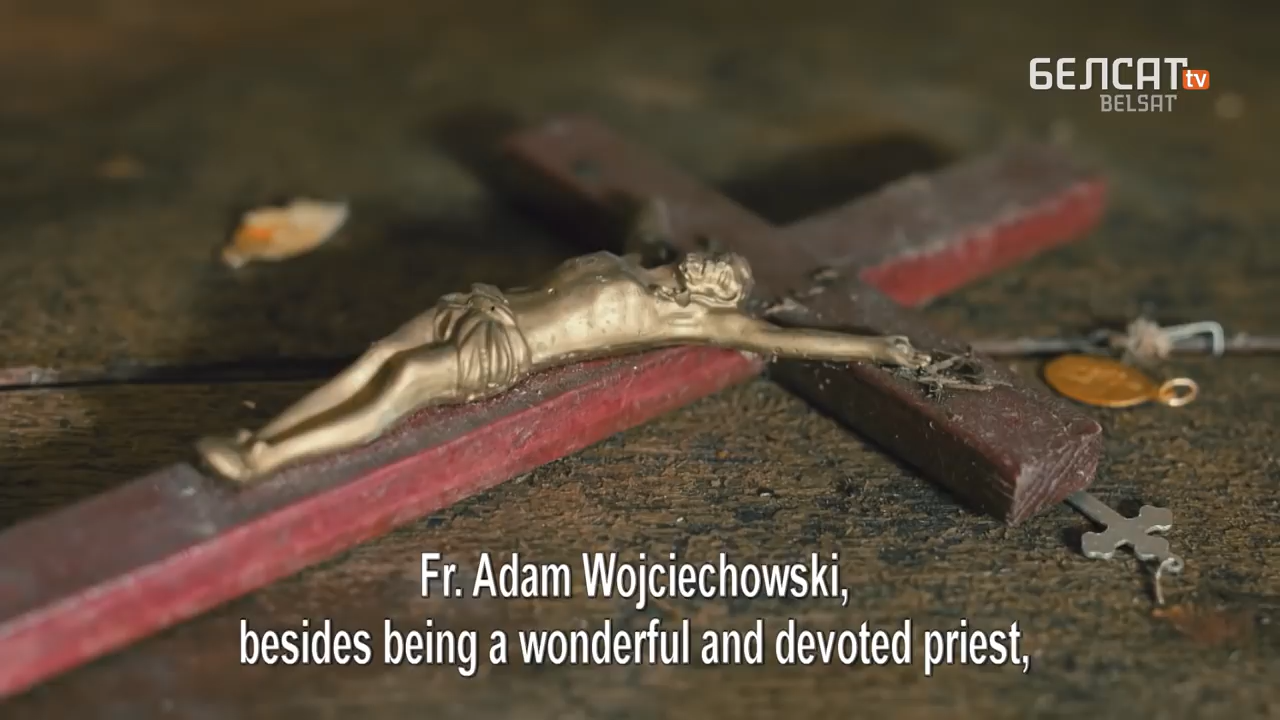 БЕЛСАТ tv
BELSAT
Fr. Adam Wojciechowski,
besides being a wonderful and devoted priest,